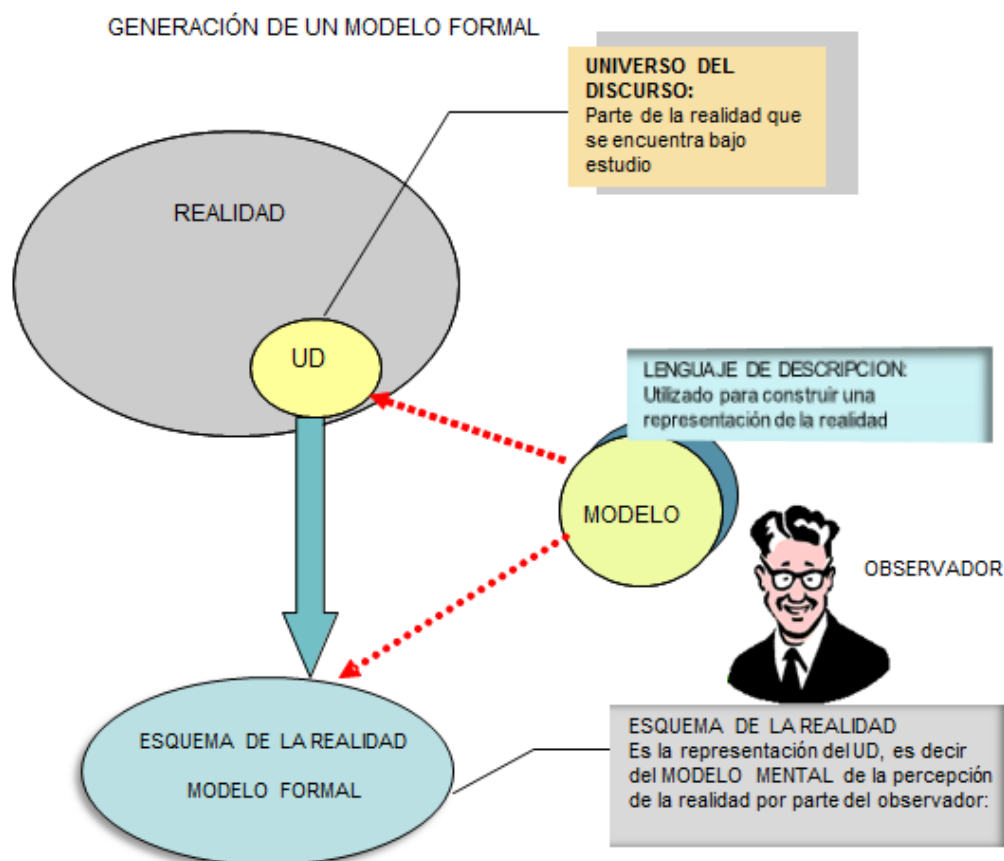 GENERACIÓN DE UN MODELO FORMAL
UNIVERSO DEL
DISCURSO:
Parte de la realidad que
se encuentra bajo
estudio
REALIDAD
UD
LENGUAJE DE DESCRIPCION:
Utilizado para construir una
representación de la realidad
MODELO
OBSERVADOR
ESQUEMA DE LA REALIDAD
MODELO FORMAL
ESQUEMA DE LA REALIDAD
Es la representación del UD, es decir
del MODELO MENTAL de la percepción
de la realidad por parte del observador: